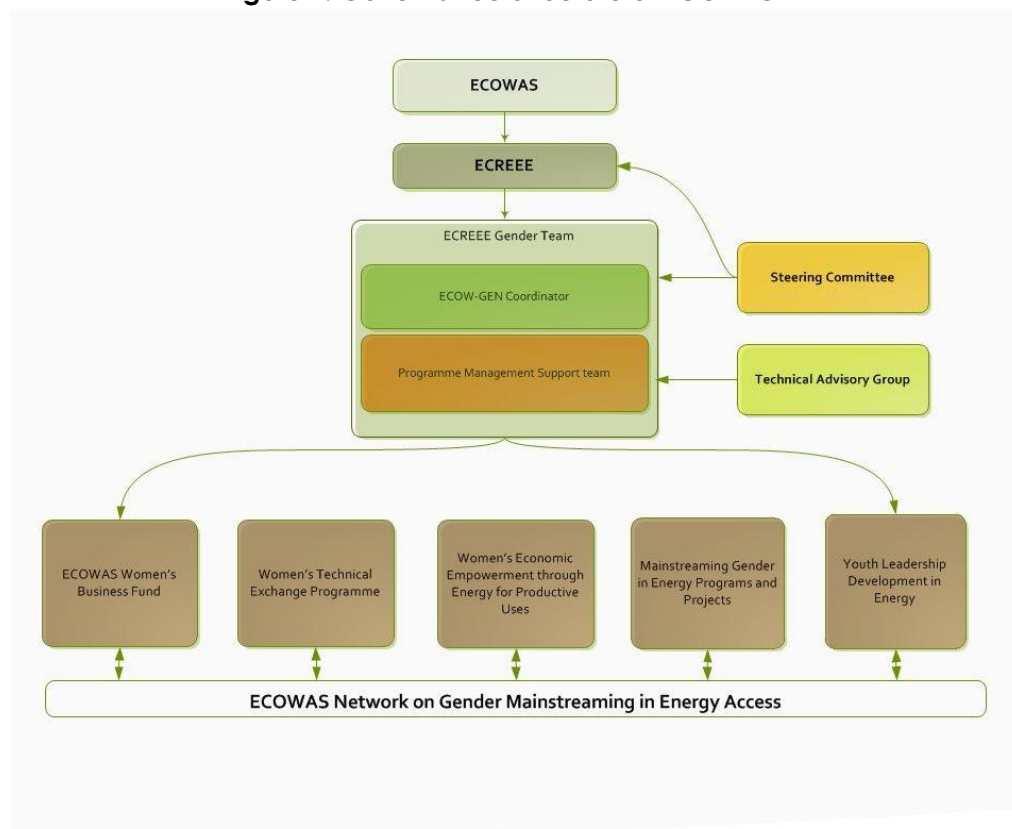 ECOWAS
ECREEE
ECREEE Gender Team
ECOW-GEN Coordinator
Programme Management Support team
Steering Committee
Technical Advisory Group
ECOWAS Women's
Business Fund
Women's Technical
Exchange Programme
Women's Economic
Empowerment through
Energy for Productive
Uses
Mainstreaming Gender
in Energy Programs and
Projects
Youth Leadership
Development in
Energy
ECOWAS Network on Gender Mainstreaming in Energy Access